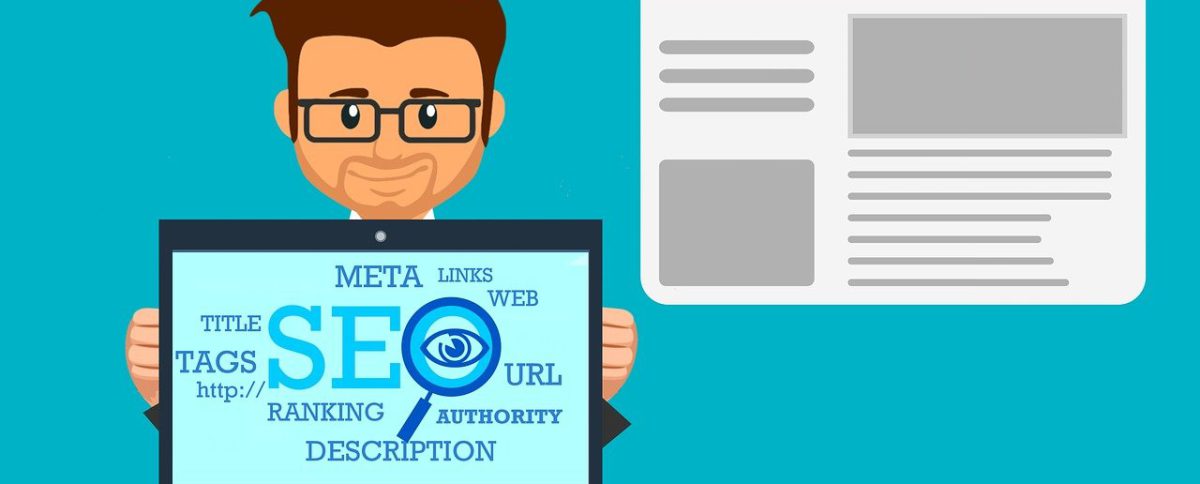 META LINKS
WEB
TITLE
SEO
TAGS
URL
http://
RANKING
AUTHORITY
DESCRIPTION